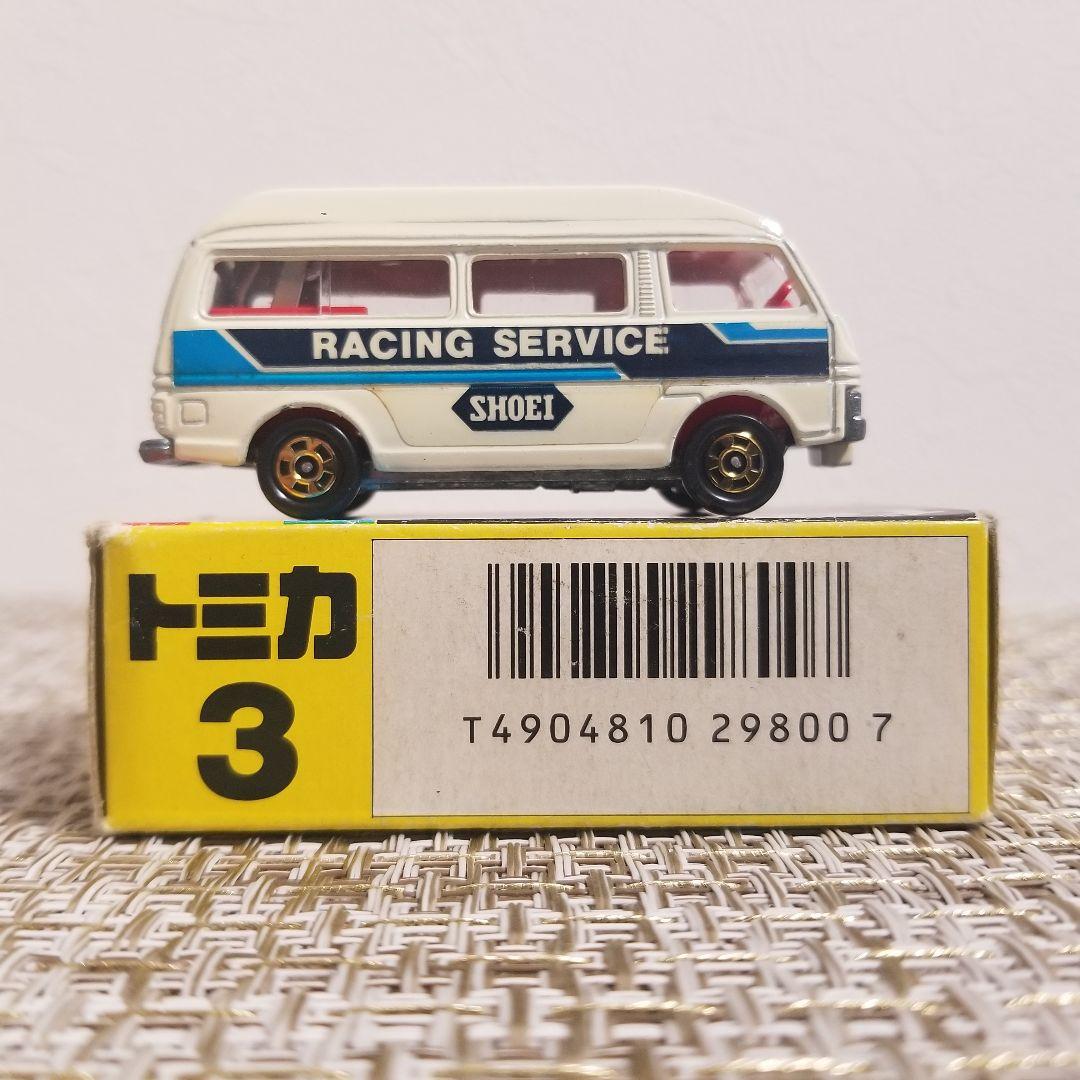 RACING SERVICE
SHOEI
トミカ
3
T4904810 29800 7